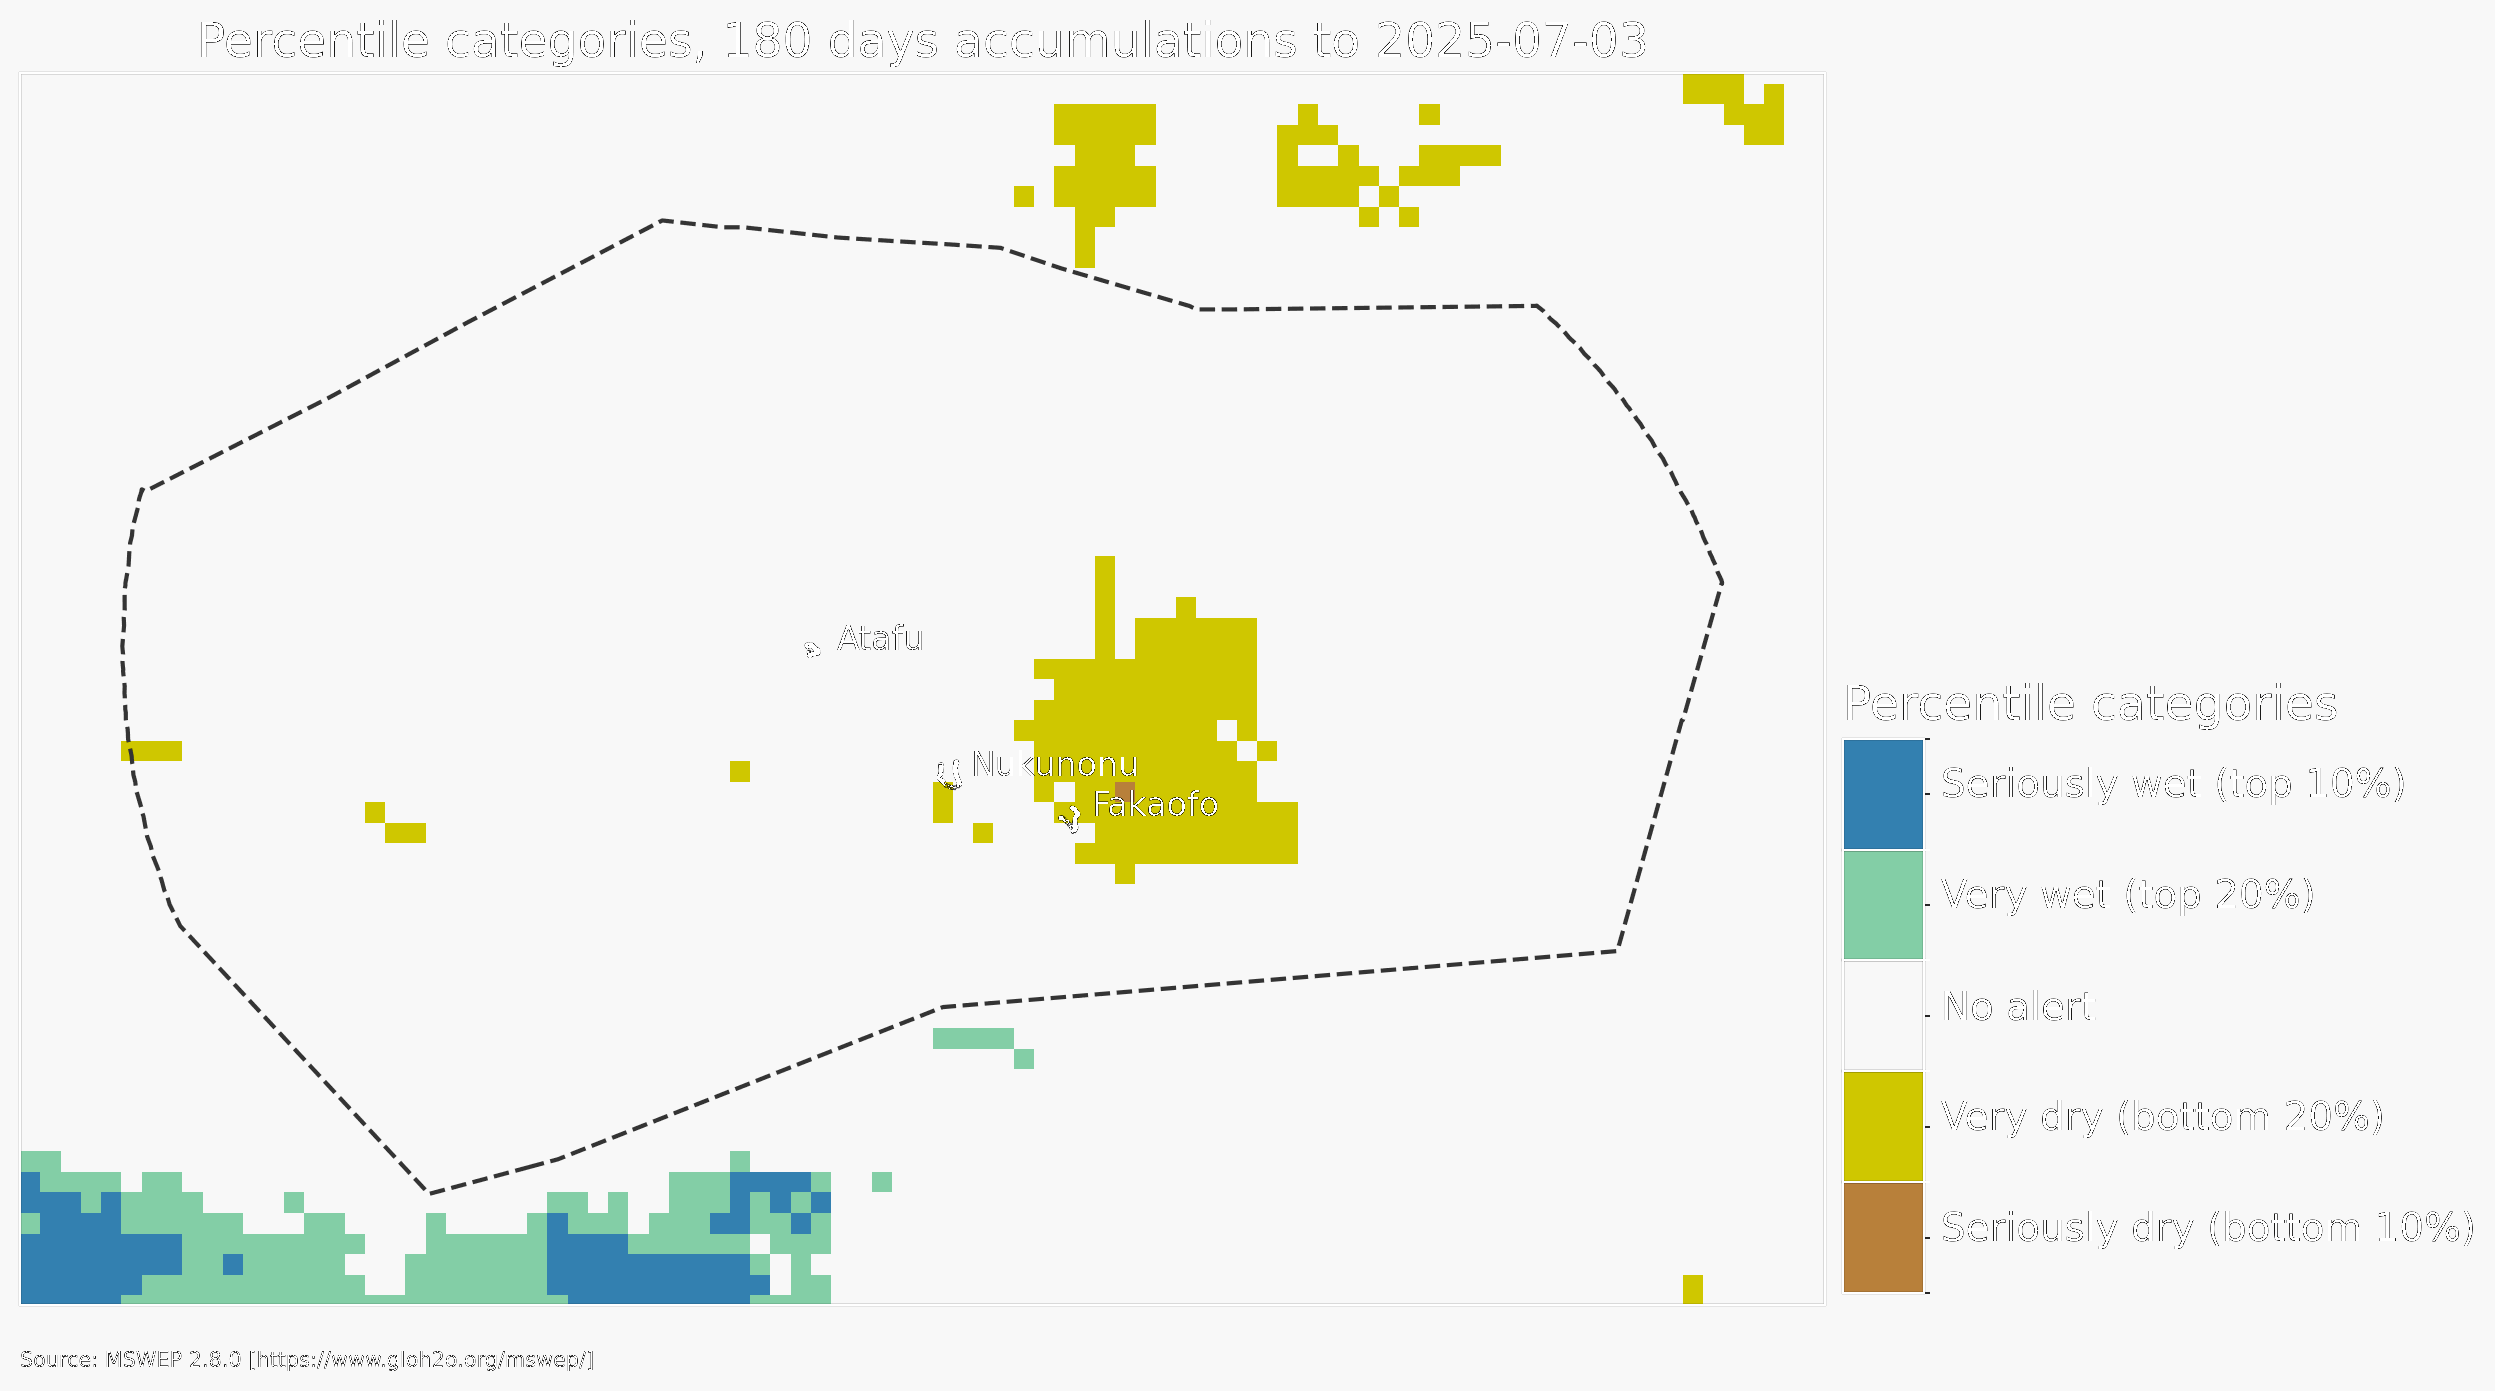 Percentile categories, 180 days accumulations to 2025-07-03
Atafu
Nukunonu
Fakaofo
Percentile categories
Seriously wet (top 10%)
Very wet (top 20%)
No alert
Very dry (bottom 20%)
Seriously dry (bottom 10%)
Source: MSWEP 2.8.0 [https://www.gloh2o.org/mswep/]